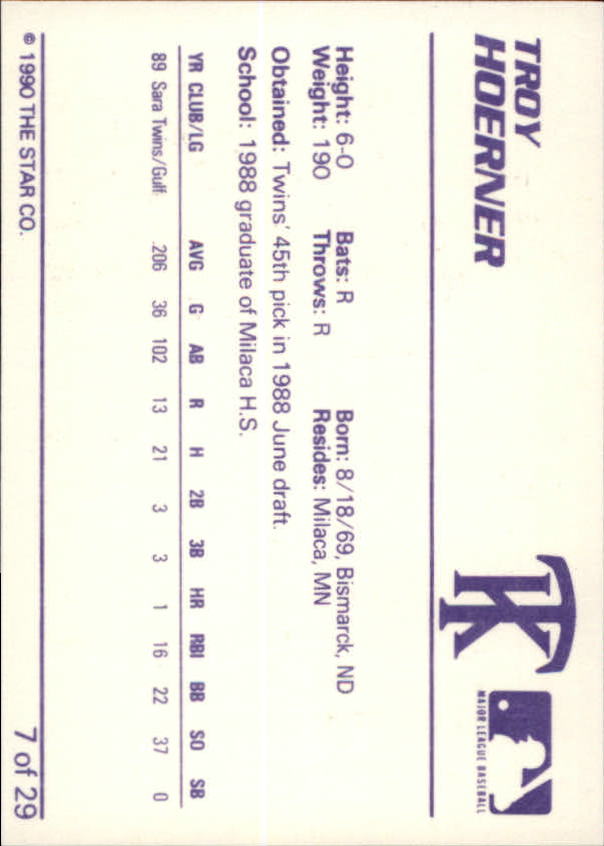 TROY
HOERNER
TK
MAJOR LEAGUE BASEBALL
Height: 6-0 Bats: R Born: 8/18/69, Bismarck, ND
Weight: 190 Throws: R Resides: Milaca, MN
Obtained: Twins' 45th pick in 1988 June draft.
School: 1988 graduate of Milaca H.S.
YR CLUB/LG AVG G AB R H 2B 3B HR RBI BB SO SB
89 Sara Twins/Gulf .206 36 102 13 21 3 3 1 16 22 37 0
© 1990 THE STAR CO. 7 of 29